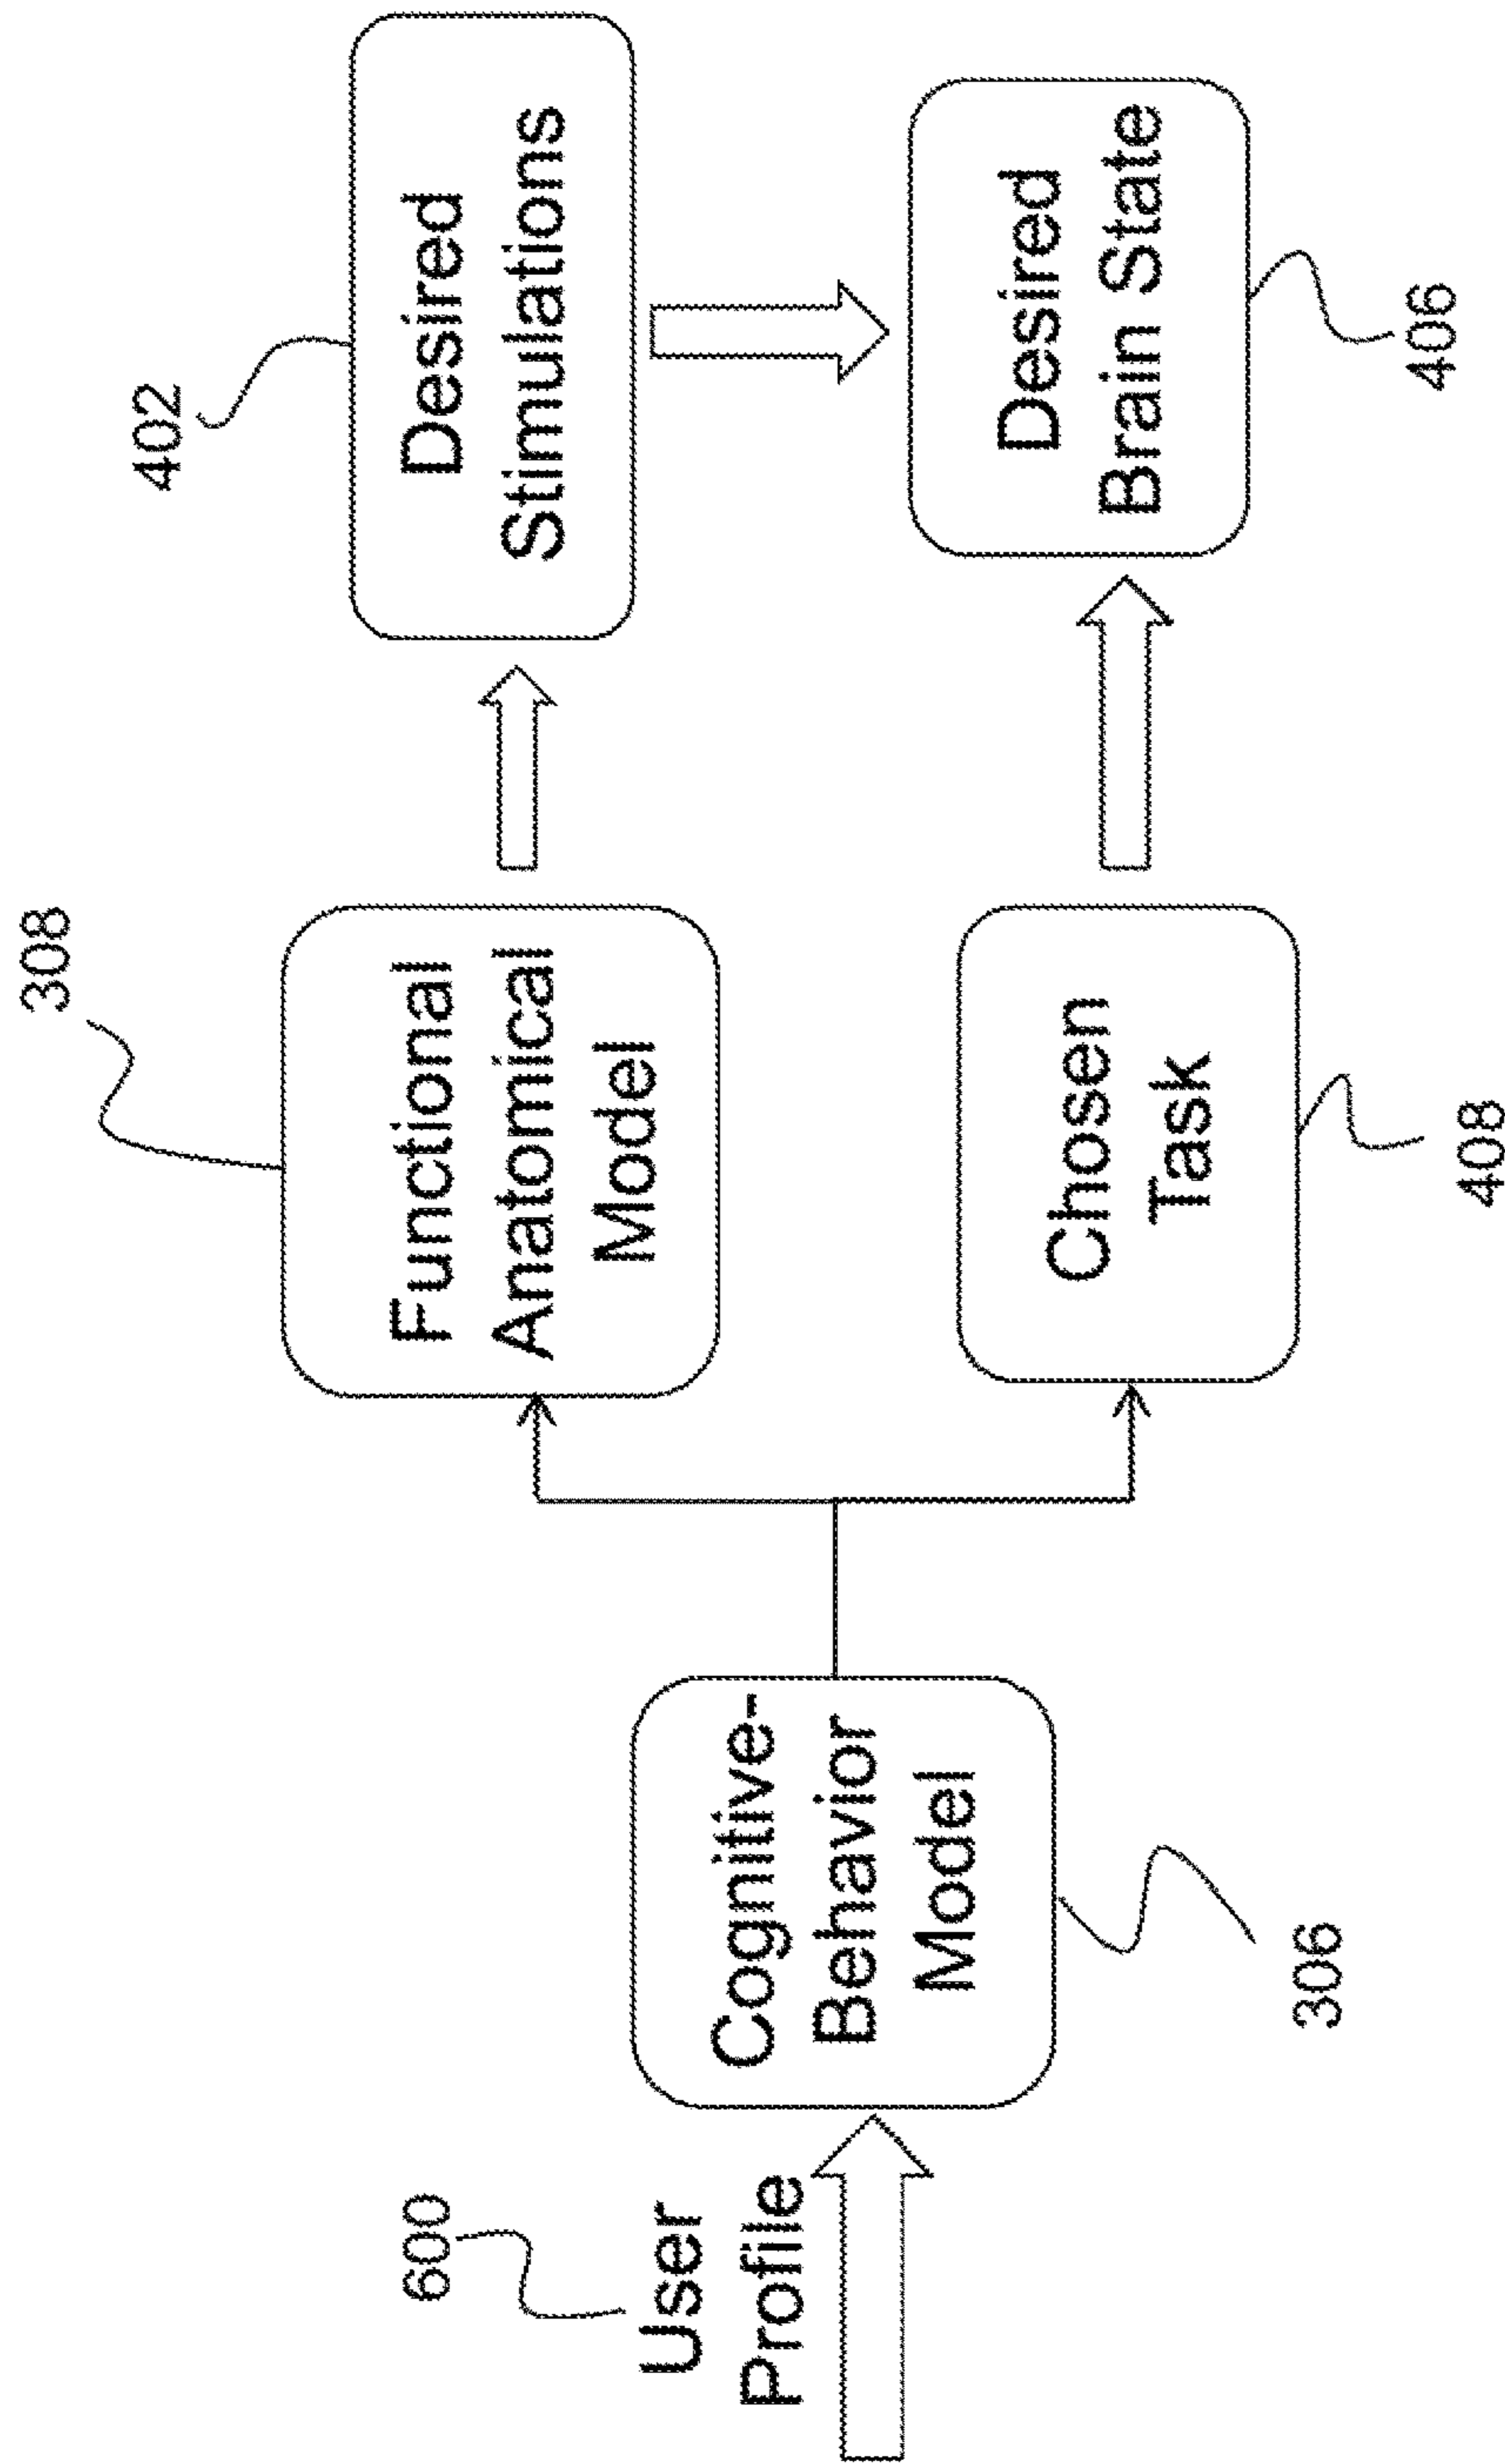 600
User
Profile
Cognitive-
Behavior
Model
306
308
Functional
Anatomical
Model
Chosen
Task
408
402
Desired
Stimulations
Desired
Brain State
406